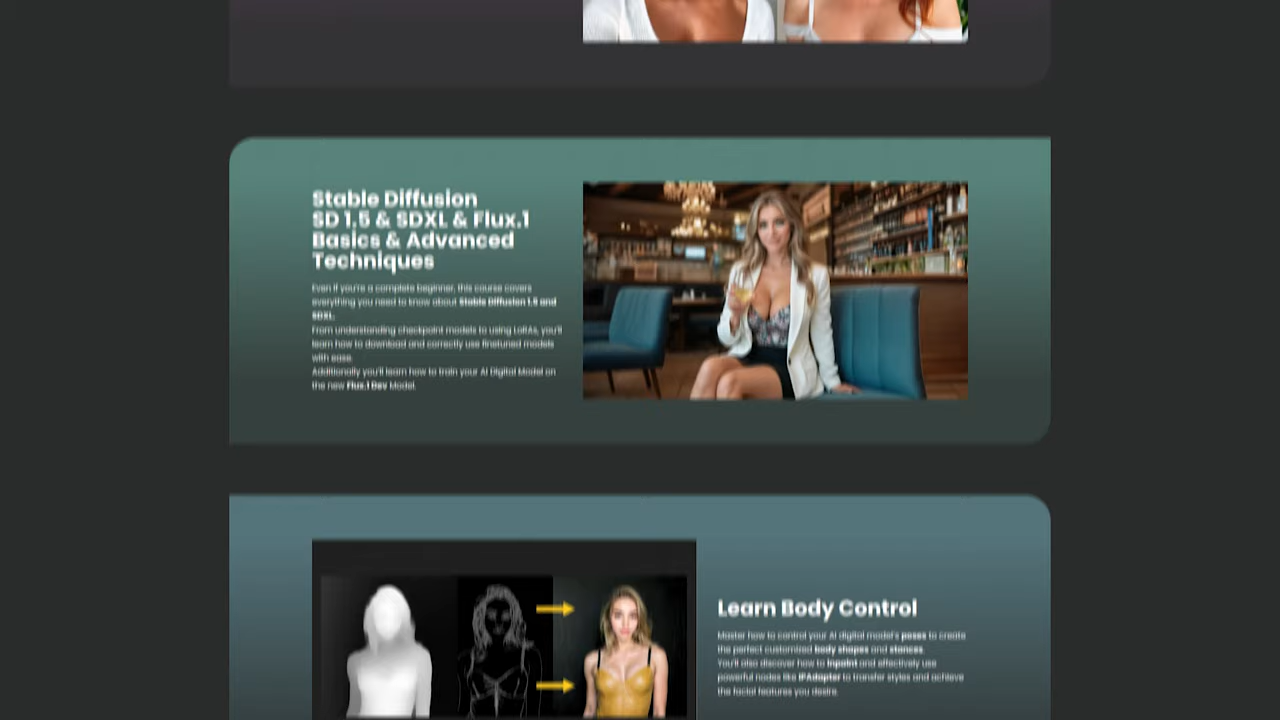 Stable Diffusion
SD 1.5 & SDXL & Flux.1
Basics & Advanced
Techniques
Even if you're a complete beginner, this course covers
everything you need to know about Stable Diffusion 1.5 and
SDXL.
From understanding checkpoint models to using LoRAs, you'll
learn how to download and correctly use finetuned models
with ease.
Additionally you'll learn how to train your AI Digital Model on
the new Flux.1 Dev Model.
Learn Body Control
Master how to control your AI digital model's poses to create
the perfect customized body shapes and stances.
You'll also discover how to inpaint and effectively use
powerful nodes like IPAdapter to transfer styles and achieve
the facial features you desire.